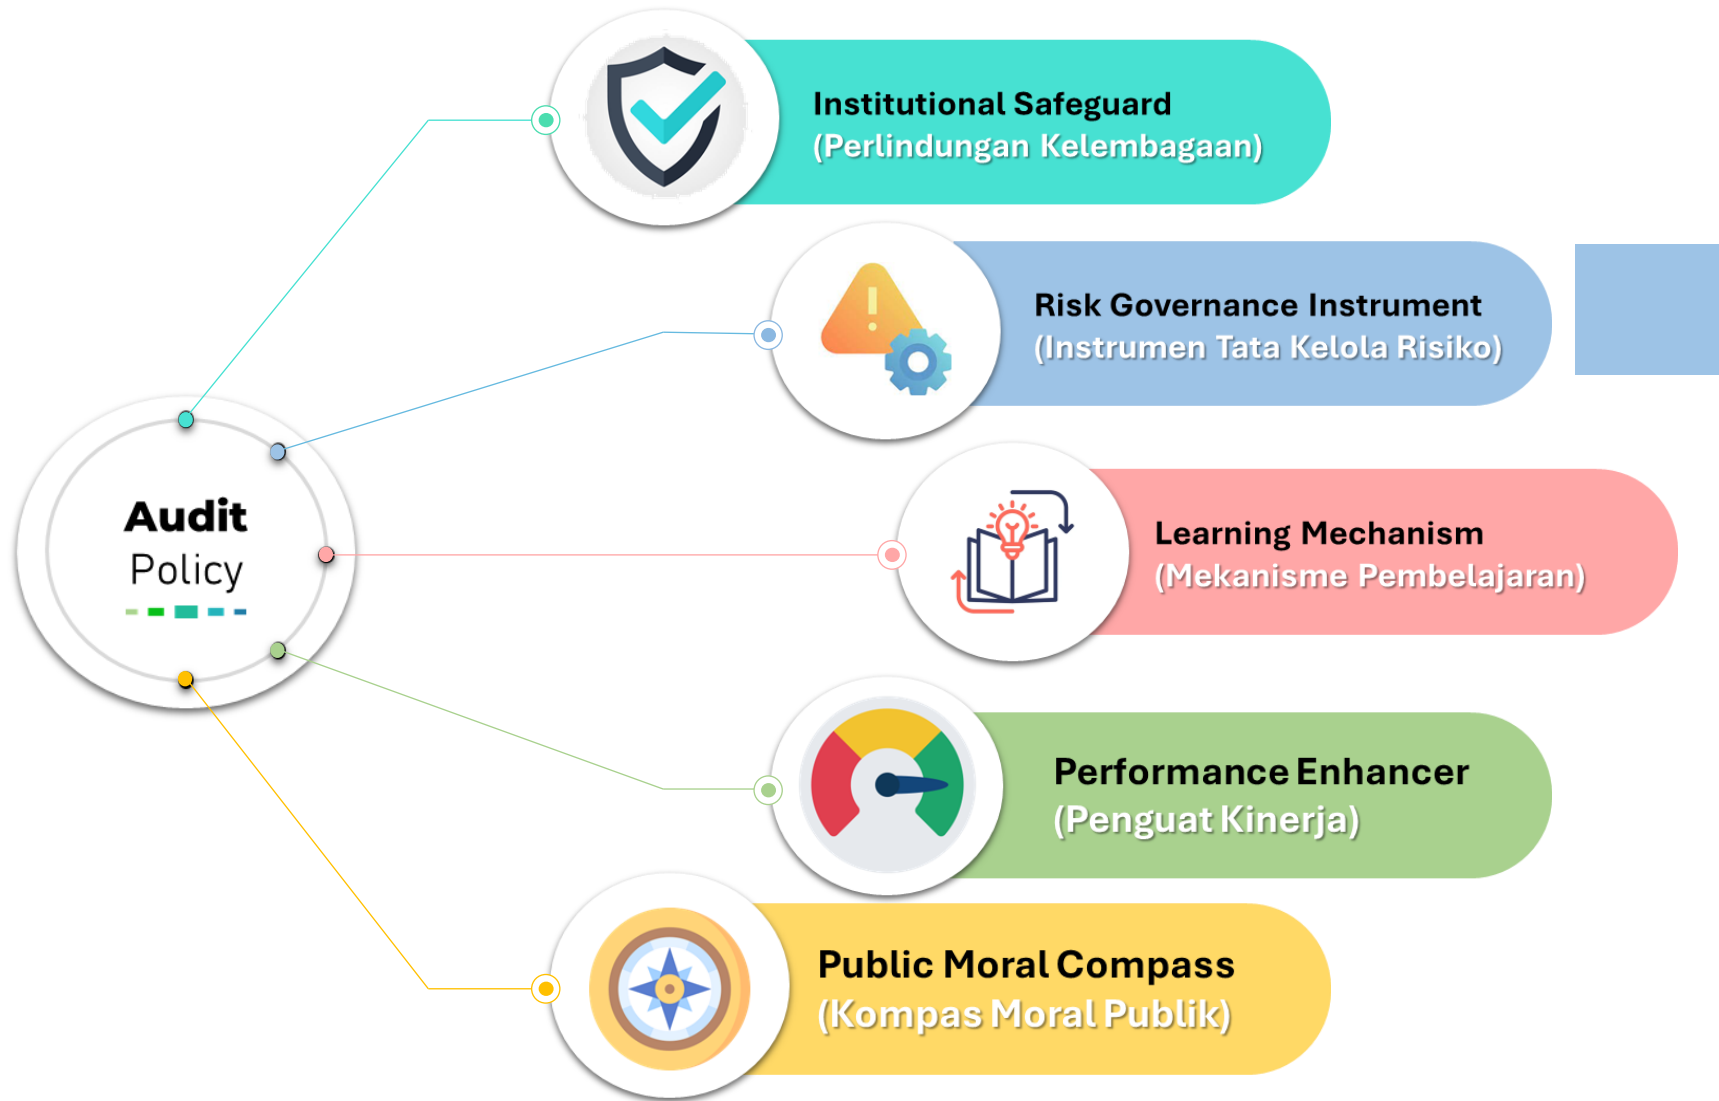 Institutional Safeguard
(Perlindungan Kelembagaan)
Risk Governance Instrument
(Instrumen Tata Kelola Risiko)
Audit
Policy
Learning Mechanism
(Mekanisme Pembelajaran)
Performance Enhancer
(Penguat Kinerja)
Public Moral Compass
(Kompas Moral Publik)